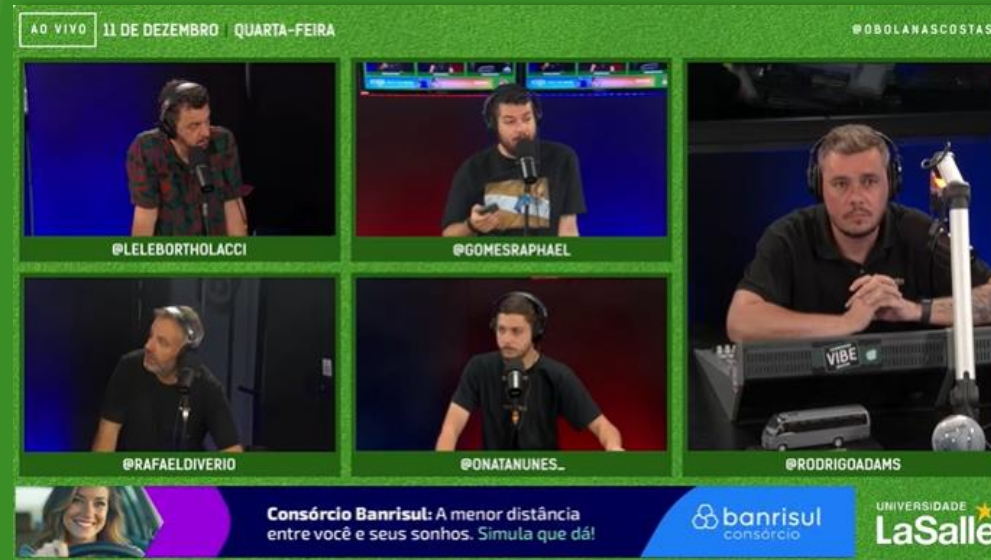 AO VIVO 11 DE DEZEMBRO | QUARTA-FEIRA
@OBOLANASCOSTAS
@LELEBORTHOLACCI
@GOMESRAPHAEL
@RAFAELDIVERIO
@ONATANUNES_
VIBE
@RODRIGOADAMS
Consórcio Banrisul: A menor distância
entre você e seus sonhos. Simula que dá!
banrisul
consórcio
UNIVERSIDADE
LaSalle